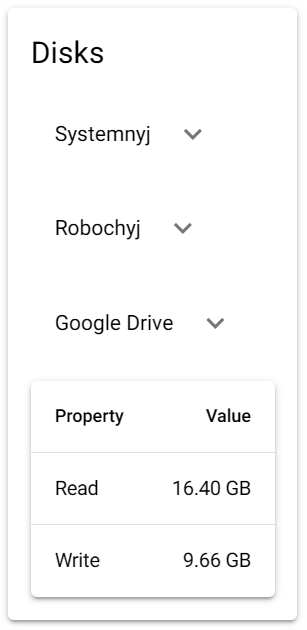 Disks
Systemnyj
Robochyj
Google Drive
Property Value
Read 16.40 GB
Write 9.66 GB